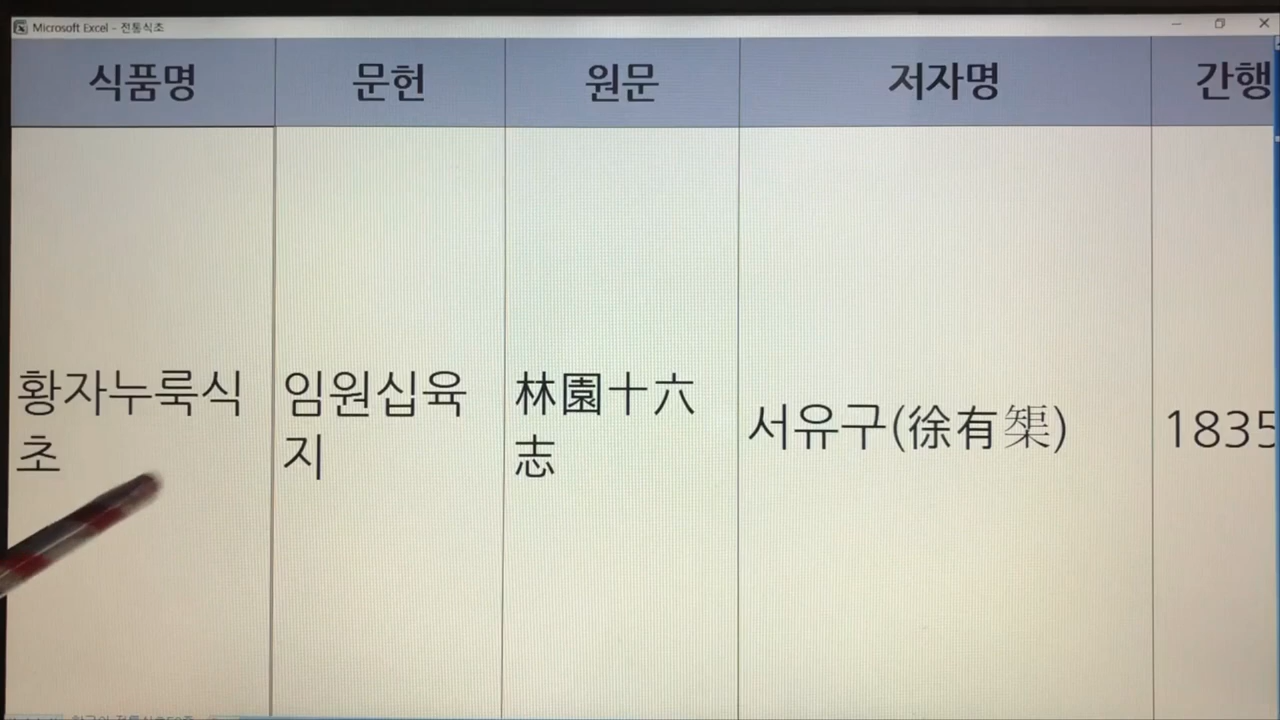 Microsoft Excel - 전통식초
식품명 문헌 원문 저자명 간행
황자누룩식초 임원십육지 林園十六志 서유구(徐有榘) 1835